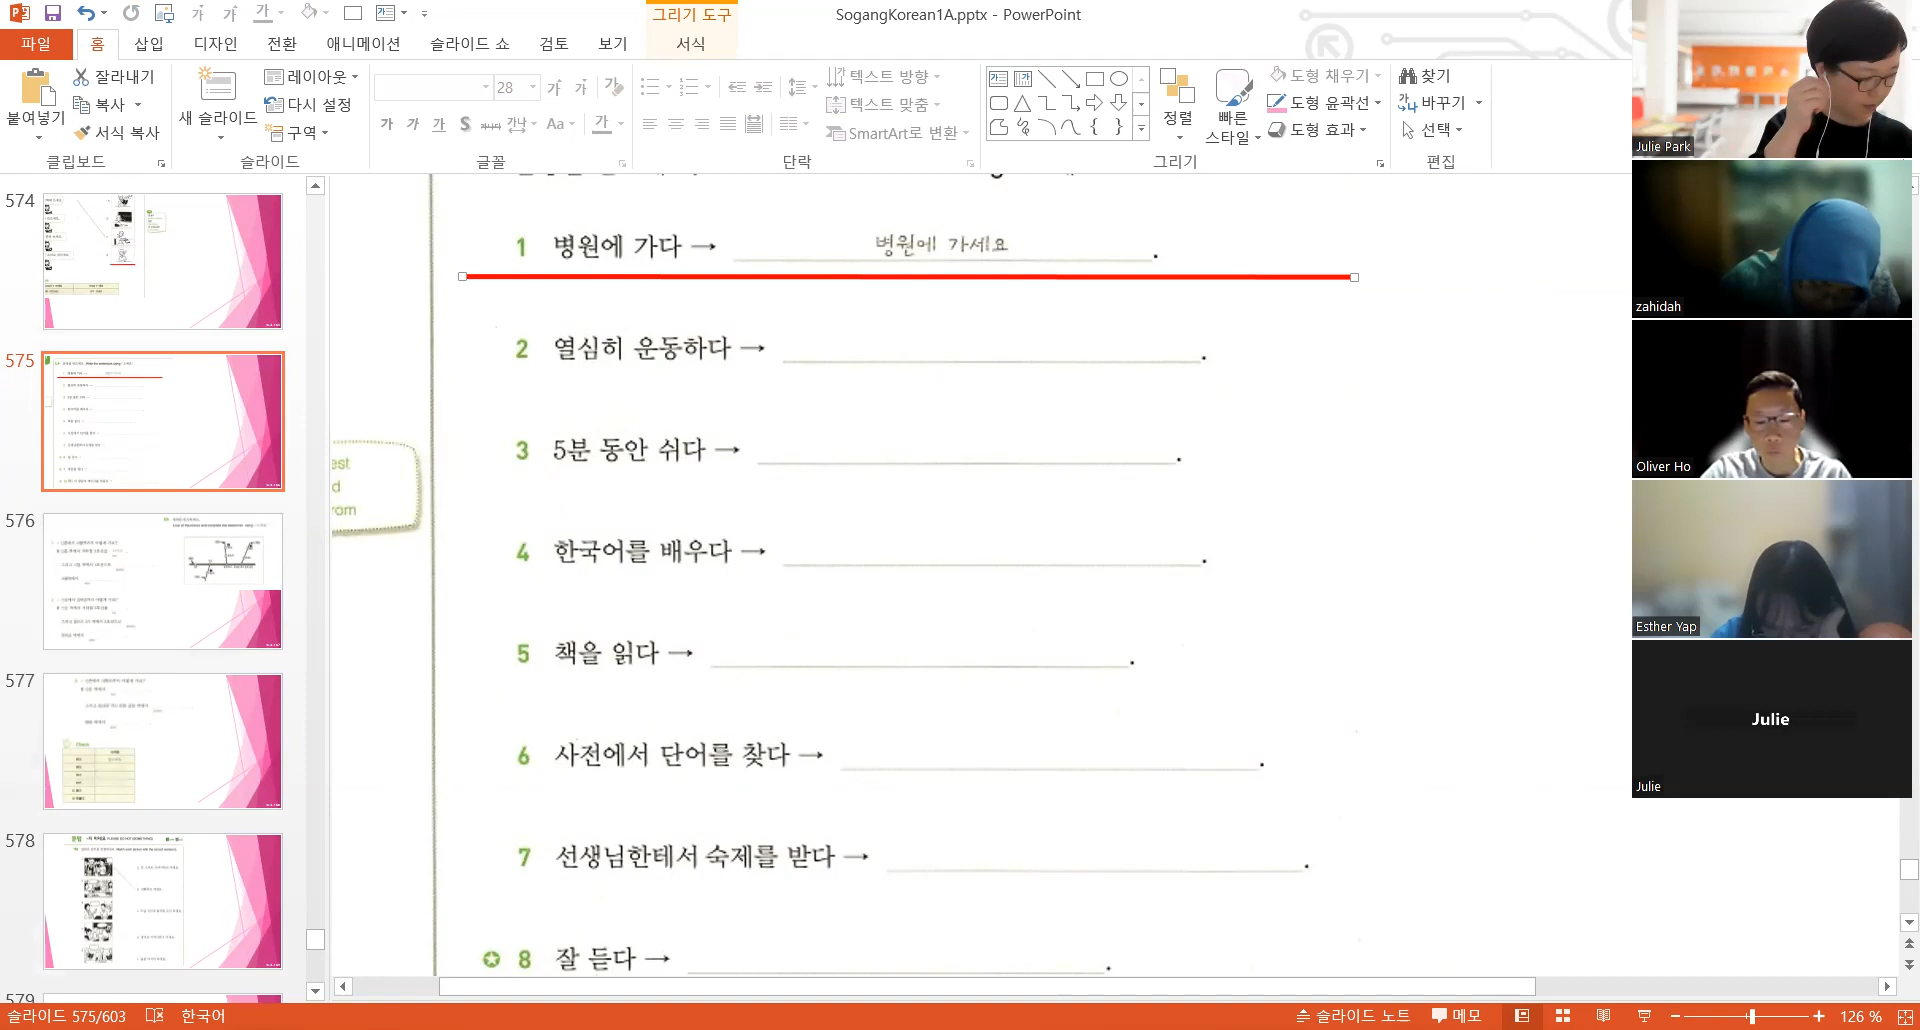 SogangKorean1A.pptx - PowerPoint
그리기 도구
파일 홈 삽입 디자인 전환 애니메이션 슬라이드 쇼 검토 보기 서식
붙여넣기
잘라내기
복사
서식 복사
클립보드
새 슬라이드
레이아웃
다시 설정
구역
슬라이드
28
글꼴
텍스트 방향
텍스트 맞춤
SmartArt로 변환
단락
정렬
빠른 스타일
도형 채우기
도형 윤곽선
도형 효과
그리기
찾기
바꾸기
선택
편집
574
575
576
577
578
579
1 병원에 가다 → 병원에 가세요.
2 열심히 운동하다 → .
3 5분 동안 쉬다 → .
4 한국어를 배우다 → .
5 책을 읽다 → .
6 사전에서 단어를 찾다 → .
7 선생님한테서 숙제를 받다 → .
8 잘 듣다 → .
Julie Park
zahidah
Oliver Ho
Esther Yap
Julie
Julie
슬라이드 575/603 한국어
슬라이드 노트 메모 126 %